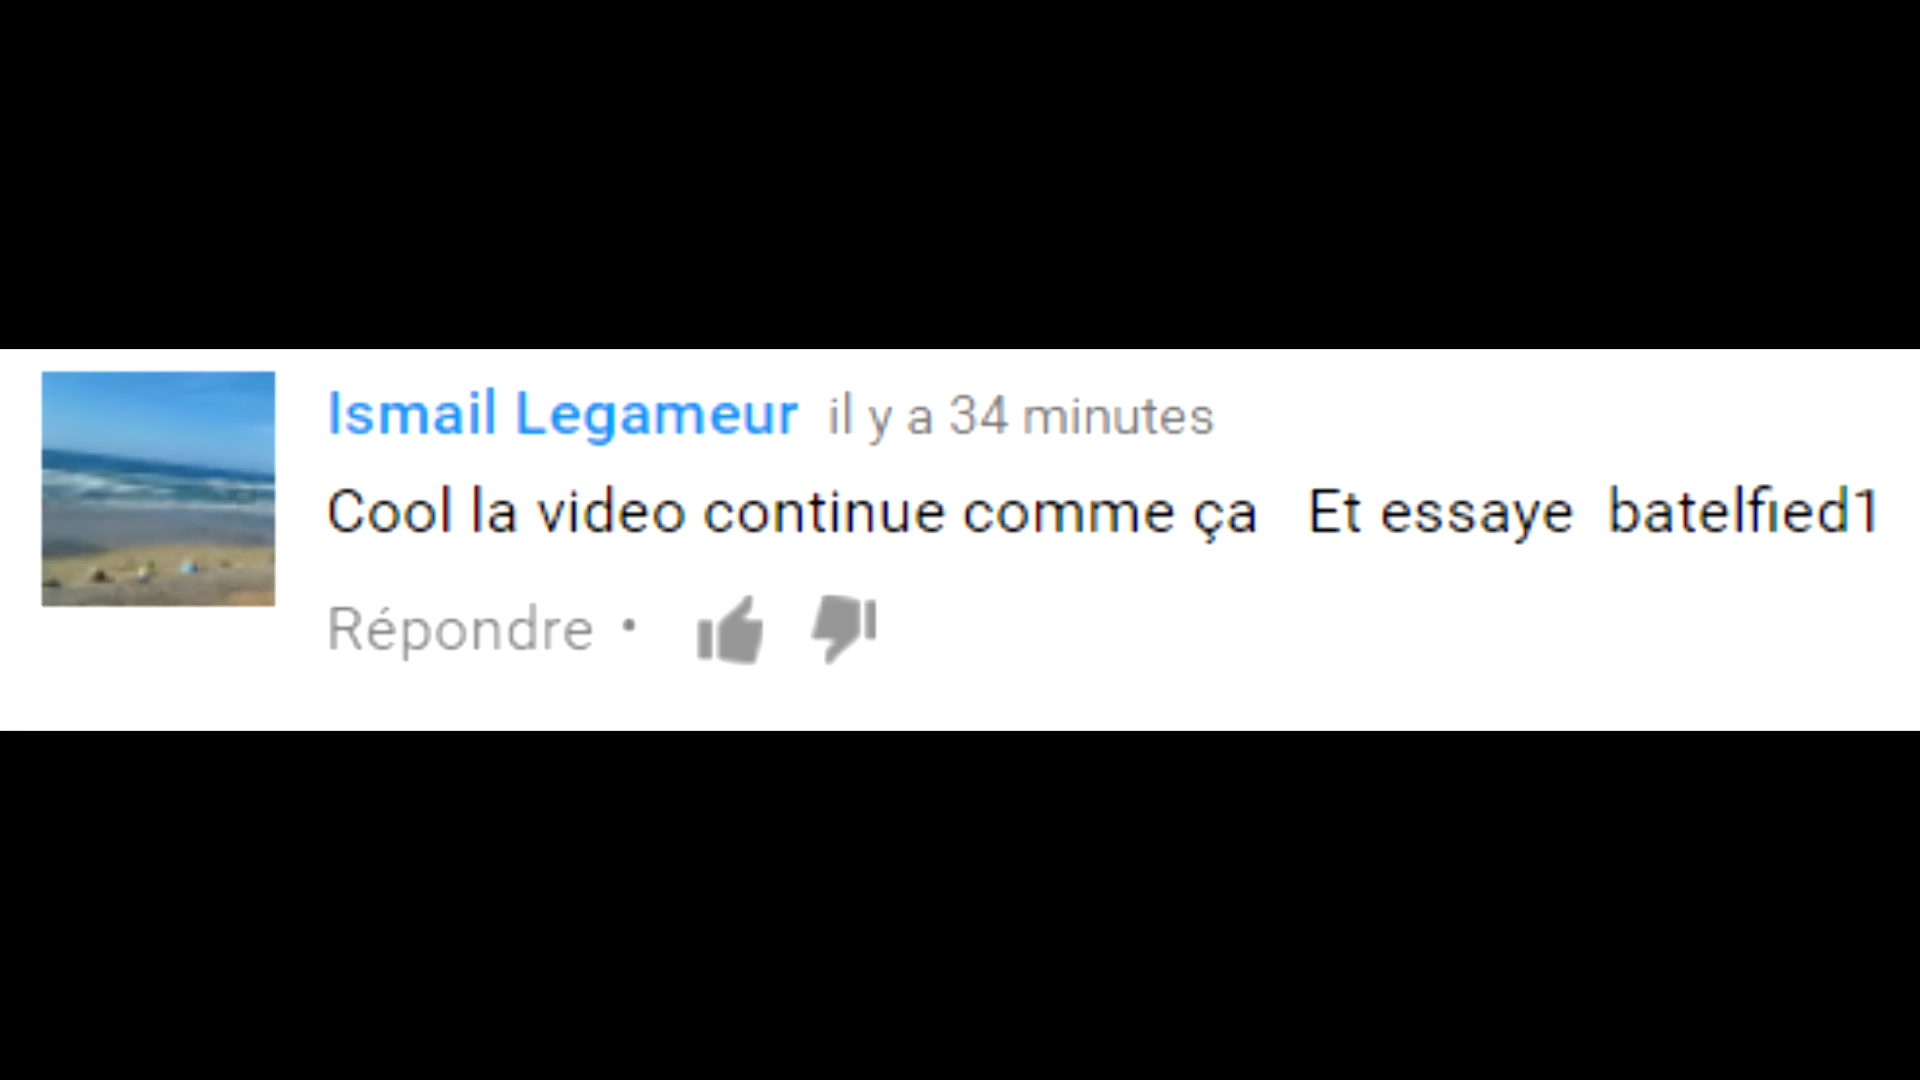 Ismail Legameur il y a 34 minutes
Cool la video continue comme ça Et essaye batelfied1
Répondre •